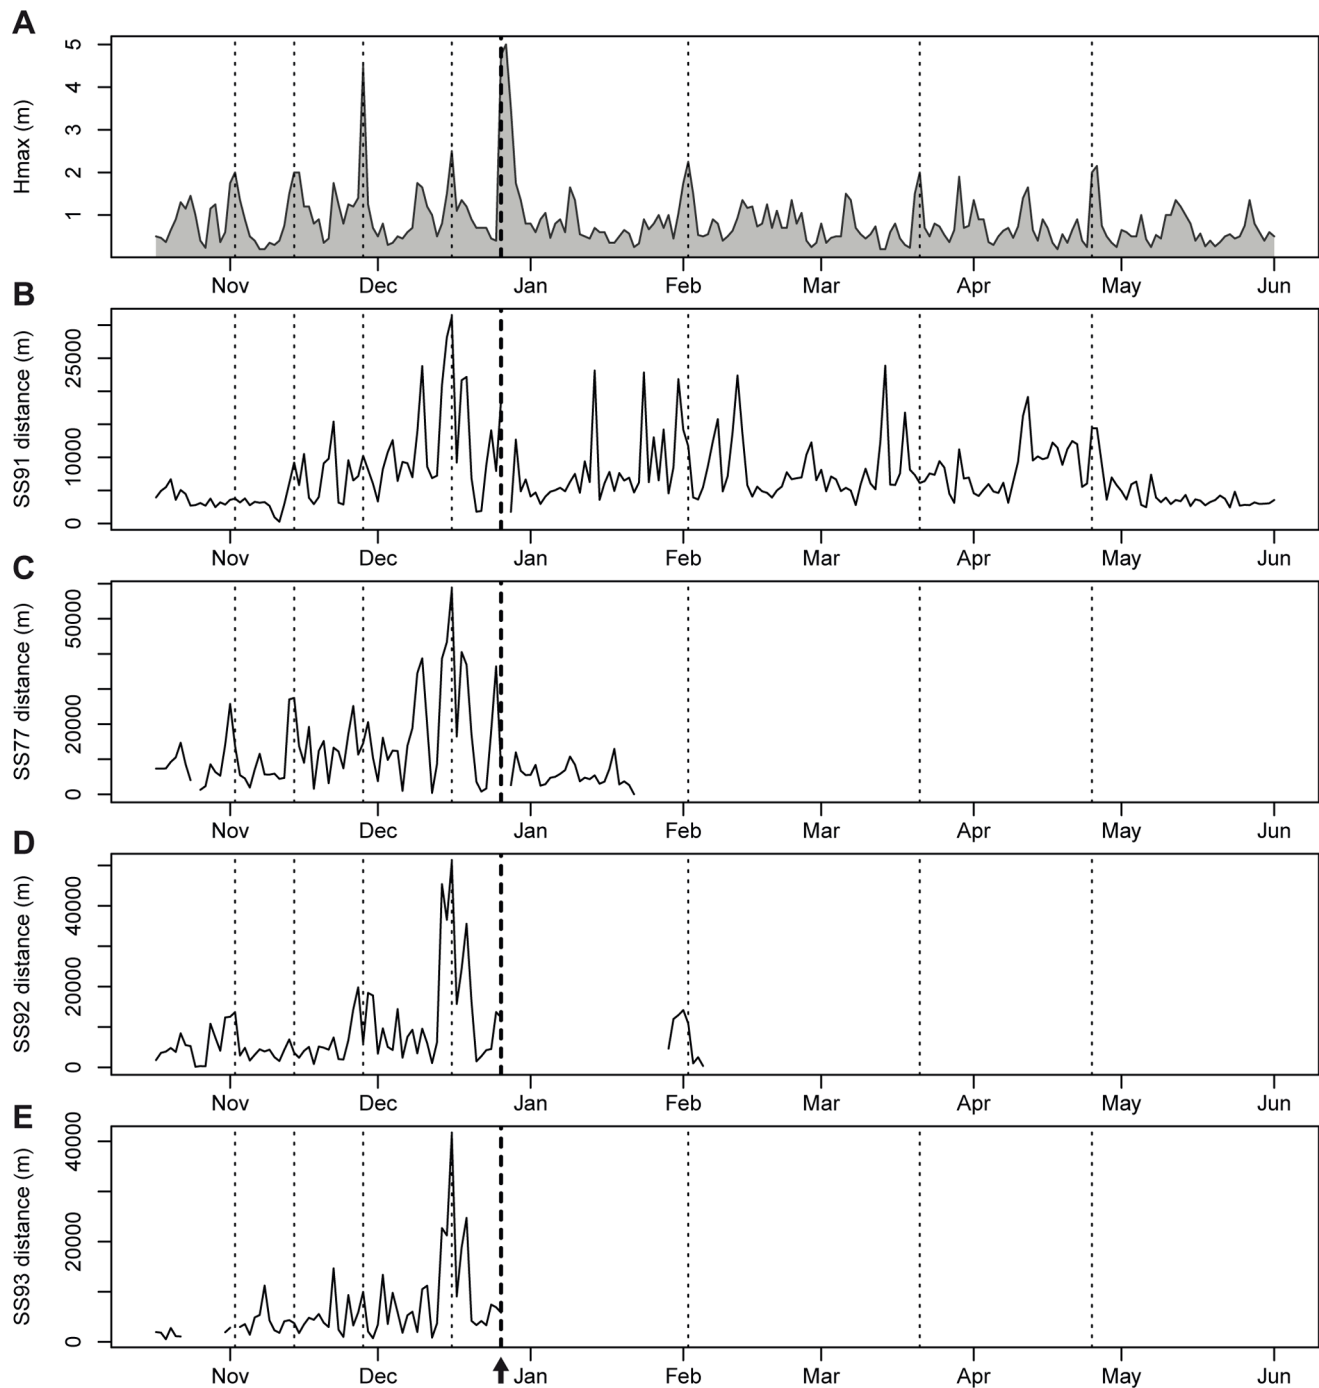 A
Hmax (m)
5
4
3
2
1
Nov Dec Jan Feb Mar Apr May Jun
B
SS91 distance (m)
25000
10000
0
Nov Dec Jan Feb Mar Apr May Jun
C
SS77 distance (m)
50000
20000
0
Nov Dec Jan Feb Mar Apr May Jun
D
SS92 distance (m)
40000
20000
0
Nov Dec Jan Feb Mar Apr May Jun
E
SS93 distance (m)
40000
20000
0
Nov Dec Jan Feb Mar Apr May Jun